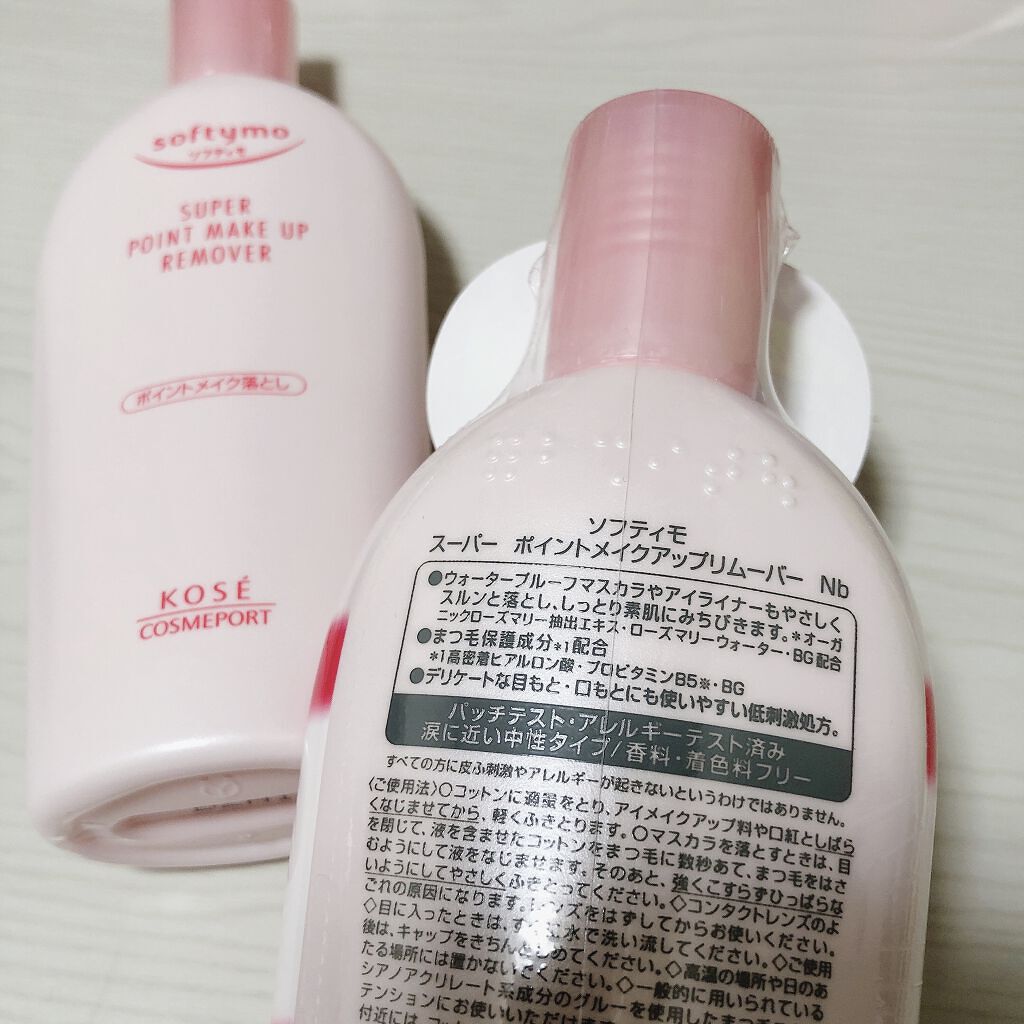 softymo
ソフティモ
SUPER
POINT MAKE UP
REMOVER
ポイントメイク落とし
KOSÉ
COSMEPORT
ソフティモ
スーパー ポイントメイクアップリムーバー Nb
●ウォータープルーフマスカラやアイライナーもやさしく
スルンと落とし、しっとり素肌にみちびきます。*オーガ
ニックローズマリー抽出エキス・ローズマリーウォーター・BG配合
●まつ毛保護成分*1配合
*1高密着ヒアルロン酸・プロビタミンB5※・BG
●デリケートな目もと・口もとにも使いやすい低刺激処方。
パッチテスト・アレルギーテスト済み
涙に近い中性タイプ/香料・着色料フリー
すべての方に皮ふ刺激やアレルギーが起きないというわけではありません。
〈ご使用法〉○コットンに適量をとり、アイメイクアップ料や口紅としばら
くなじませてから、軽くふきとります。○マスカラを落とすときは、目
を閉じて、液を含ませたコットンをまつ毛に数秒あて、まつ毛をはさ
むようにして液をなじませます。そのあと、強くこすらずひっぱらな
いようにしてやさしくふきとってください。◇コンタクトレンズのよ
ごれの原因になります。レンズをはずしてからお使いください。
◇目に入ったときは、すぐに水で洗い流してください。◇ご使用
後は、キャップをきちんとしめてください。◇高温の場所や日のあ
たる場所には置かないでください。◇一般的に用いられている
シアノアクリレート系成分のグルーを使用したまつ毛
テンションにお使いいただけます
付近には、コット